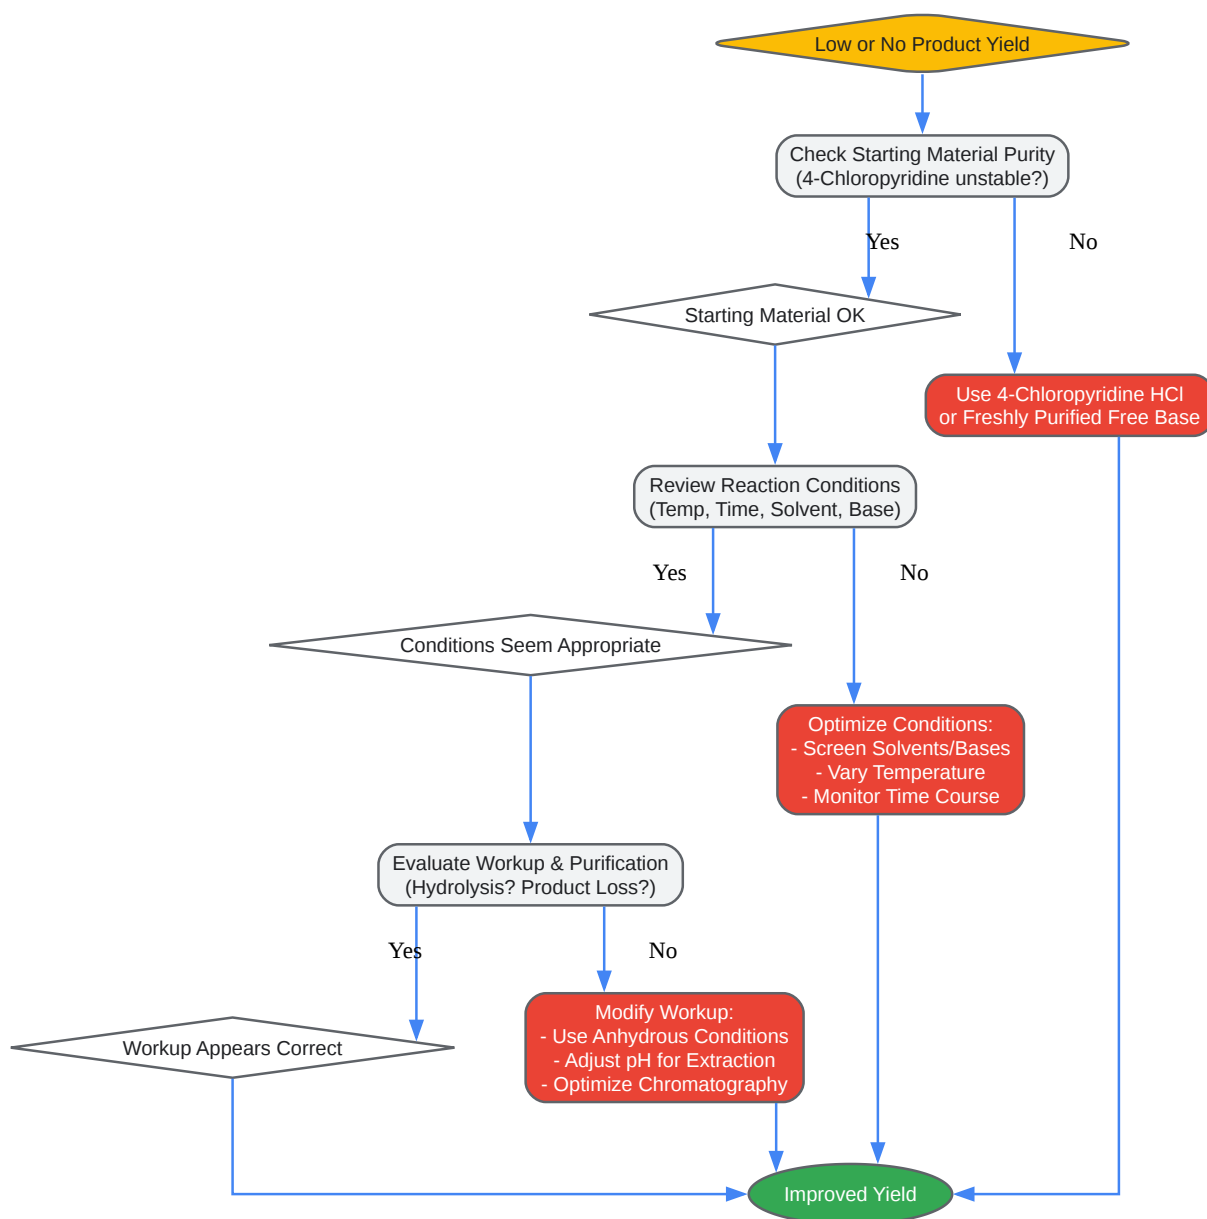 Low or No Product Yield
Check Starting Material Purity
(4-Chloropyridine unstable?)
Yes
No
Starting Material OK
Use 4-Chloropyridine HCl
or Freshly Purified Free Base
Review Reaction Conditions
(Temp, Time, Solvent, Base)
Yes
No
Conditions Seem Appropriate
Optimize Conditions:
- Screen Solvents/Bases
- Vary Temperature
- Monitor Time Course
Evaluate Workup & Purification
(Hydrolysis? Product Loss?)
Yes
No
Workup Appears Correct
Modify Workup:
- Use Anhydrous Conditions
- Adjust pH for Extraction
- Optimize Chromatography
Improved Yield